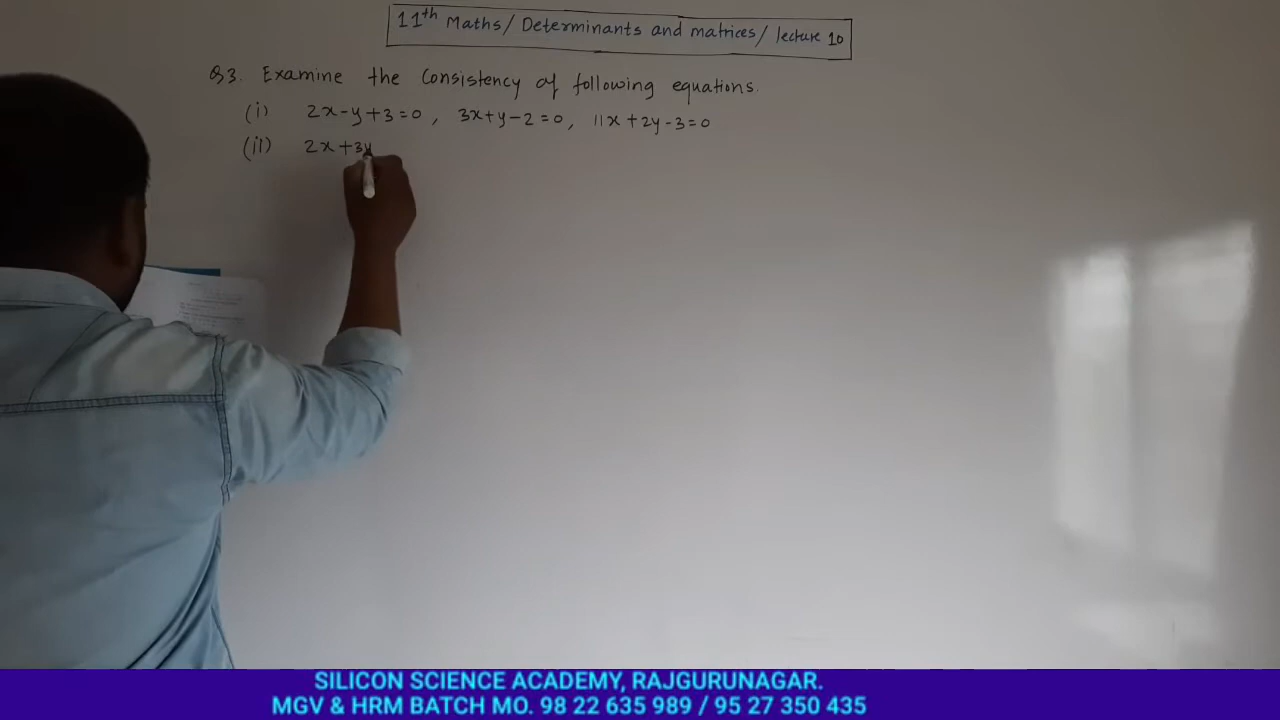 11th Maths/ Determinants and matrices/ lecture 10
Q3. Examine the Consistency of following equations.
(i) 2x-y+3=0, 3x+y-2=0, 11x+2y-3=0
(ii) 2x+3y
SILICON SCIENCE ACADEMY, RAJGURUNAGAR.
MGV & HRM BATCH MO. 98 22 635 989 / 95 27 350 435